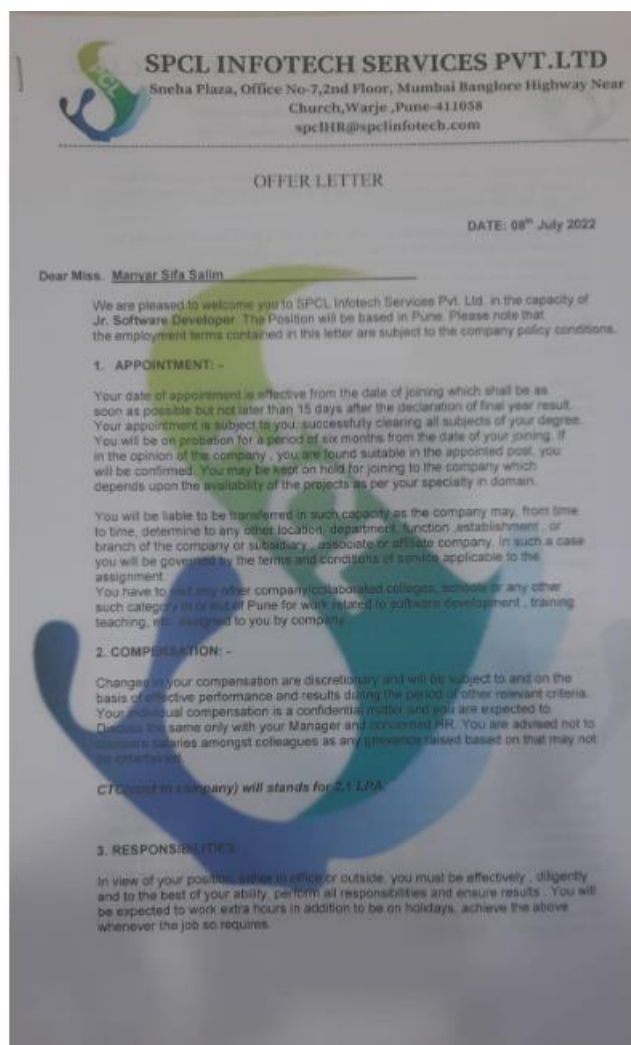 SPCL INFOTECH SERVICES PVT.LTD
Sneha Plaza, Office No-7,2nd Floor, Mumbai Banglore Highway Near
Church,Warje ,Pune-411058
spclHR@spclinfotech.com
OFFER LETTER
DATE: 08th July 2022
Dear Miss. Manyar Sifa Salim
We are pleased to welcome you to SPCL Infotech Services Pvt. Ltd. in the capacity of
Jr. Software Developer. The Position will be based in Pune. Please note that
the employment terms contained in this letter are subject to the company policy conditions.
1. APPOINTMENT: -
Your date of appointment is effective from the date of joining which shall be as
soon as possible but not later than 15 days after the declaration of final year result.
Your appointment is subject to you, successfully clearing all subjects of your degree.
You will be on probation for a period of six months from the date of your joining. If
in the opinion of the company , you are found suitable in the appointed post, you
will be confirmed. You may be kept on hold for joining to the company which
depends upon the availability of the projects as per your specialty in domain.
You will be liable to be transferred in such capacity as the company may, from time
to time, determine to any other location, department, function ,establishment , or
branch of the company or subsidiary , associate or affiliate company. In such a case
you will be governed by the terms and conditions of service applicable to the
assignment.
You have to visit any other company/collaborated colleges, schools or any other
such category in or out of Pune for work related to software development , training
teaching, etc. assigned to you by company.
2. COMPENSATION: -
Changes in your compensation are discretionary and will be subject to and on the
basis of effective performance and results during the period of other relevant criteria.
Your individual compensation is a confidential matter and you are expected to
Discuss the same only with your Manager and concerned HR. You are advised not to
compare salaries amongst colleagues as any grievance raised based on that may not
be entertained.
CTC(cost to company) will stands for 2.1 LPA.
3. RESPONSIBILITIES:
In view of your position, either in office or outside, you must be effectively , diligently
and to the best of your ability, perform all responsibilities and ensure results . You will
be expected to work extra hours in addition to be on holidays, achieve the above
whenever the job so requires.